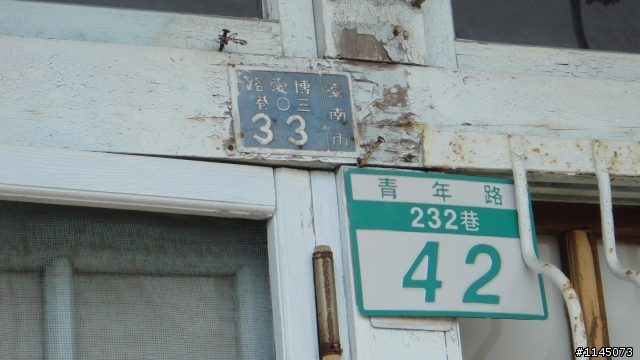 臺南市
博愛路
三〇巷
33
青年路
232巷
42
#1145073